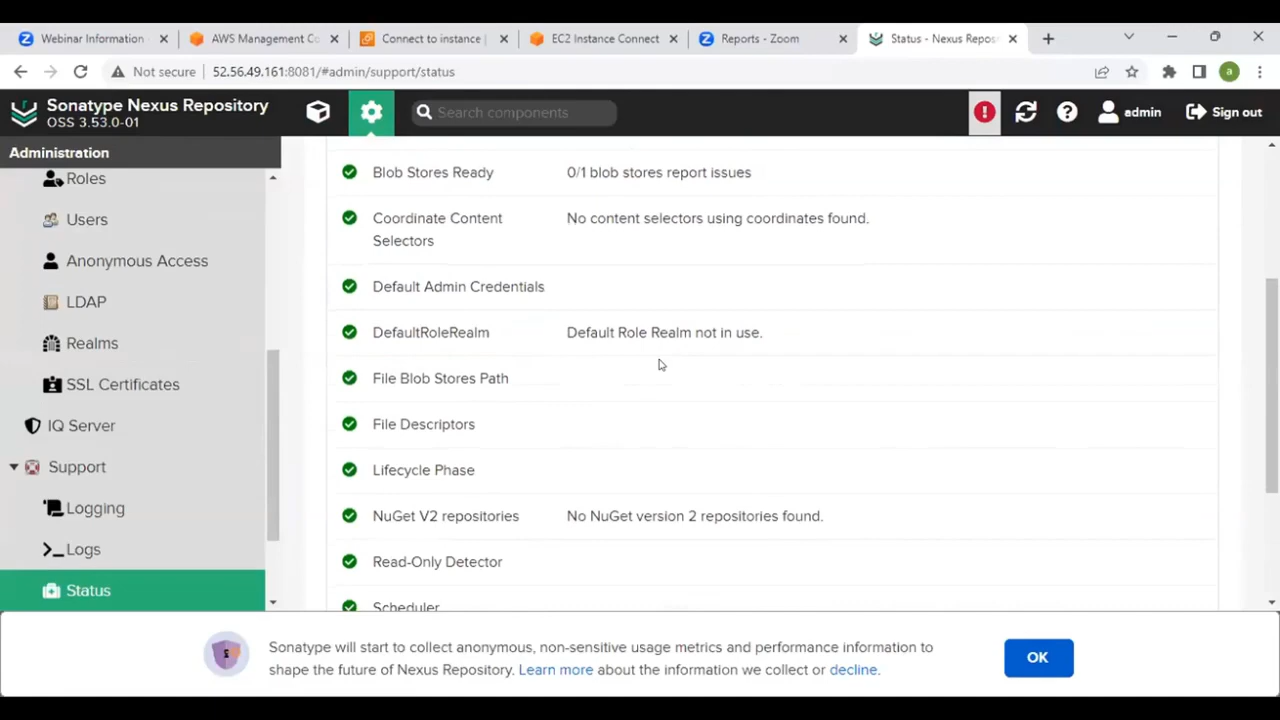 Webinar Information
AWS Management Co
Connect to instance |
EC2 Instance Connect
Reports - Zoom
Status - Nexus Repos
Not secure
52.56.49.161:8081/#admin/support/status
a
Sonatype Nexus Repository
OSS 3.53.0-01
Search components
admin
Sign out
Administration
Roles
Users
Anonymous Access
LDAP
Realms
SSL Certificates
IQ Server
Support
Logging
Logs
Status
Blob Stores Ready
0/1 blob stores report issues
Coordinate Content
Selectors
No content selectors using coordinates found.
Default Admin Credentials
DefaultRoleRealm
Default Role Realm not in use.
File Blob Stores Path
File Descriptors
Lifecycle Phase
NuGet V2 repositories
No NuGet version 2 repositories found.
Read-Only Detector
Scheduler
Sonatype will start to collect anonymous, non-sensitive usage metrics and performance information to
shape the future of Nexus Repository. Learn more about the information we collect or decline.
OK